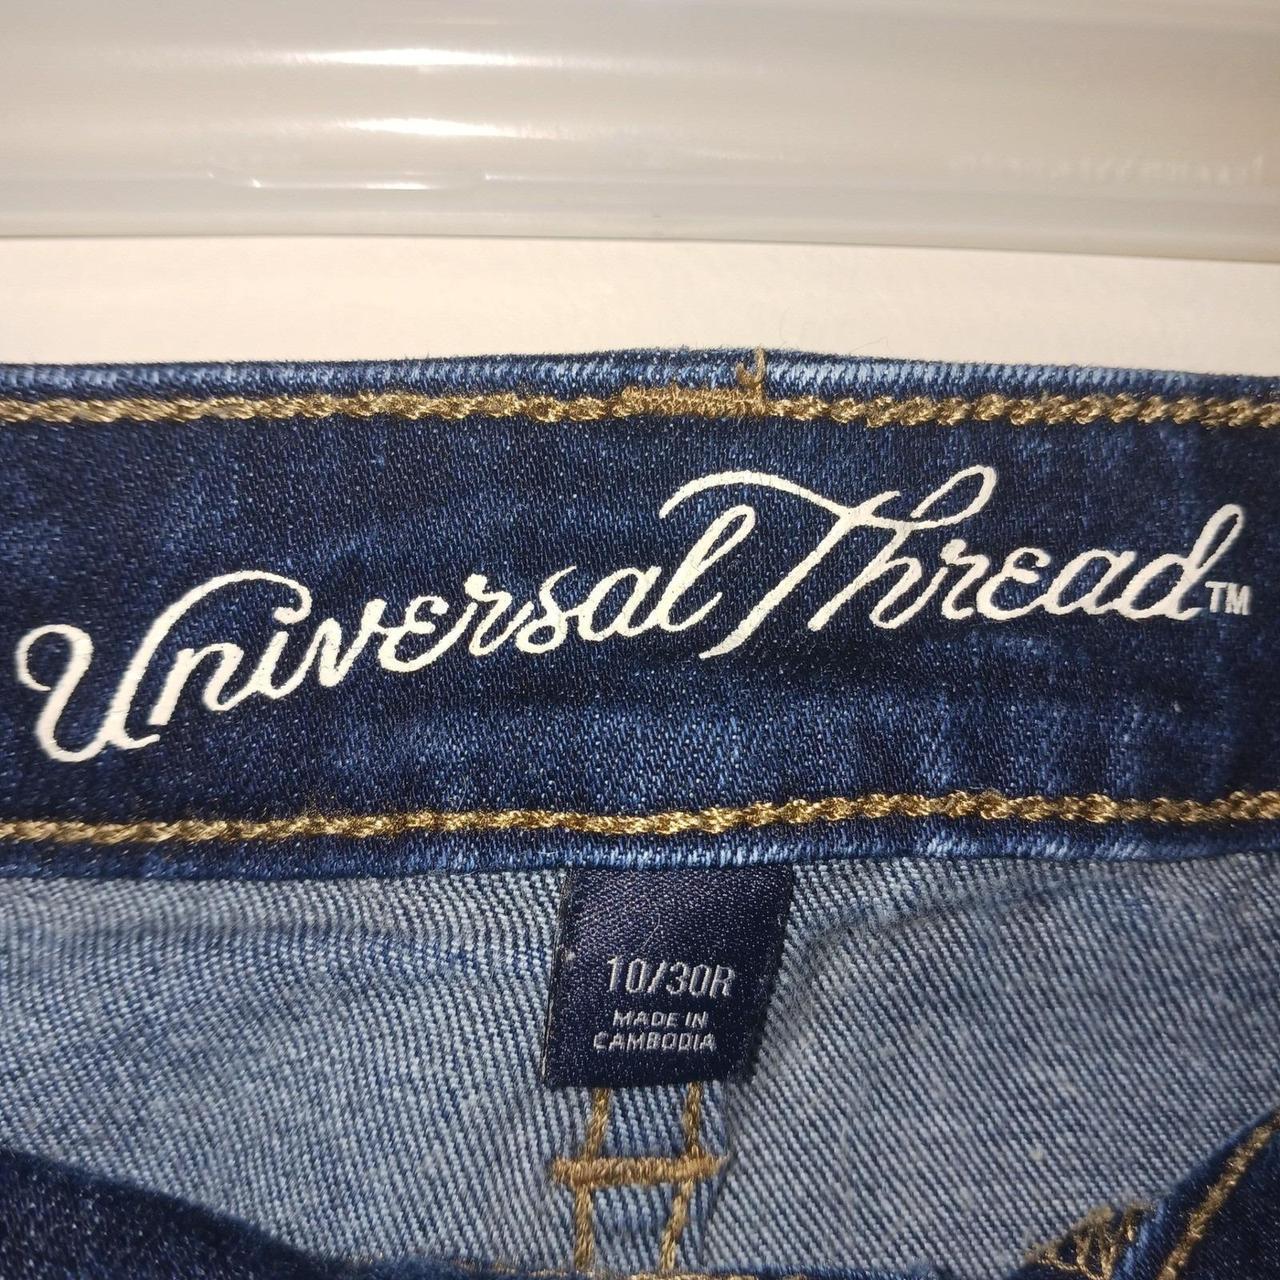 Universal Thread™
10/30R
MADE IN
CAMBODIA